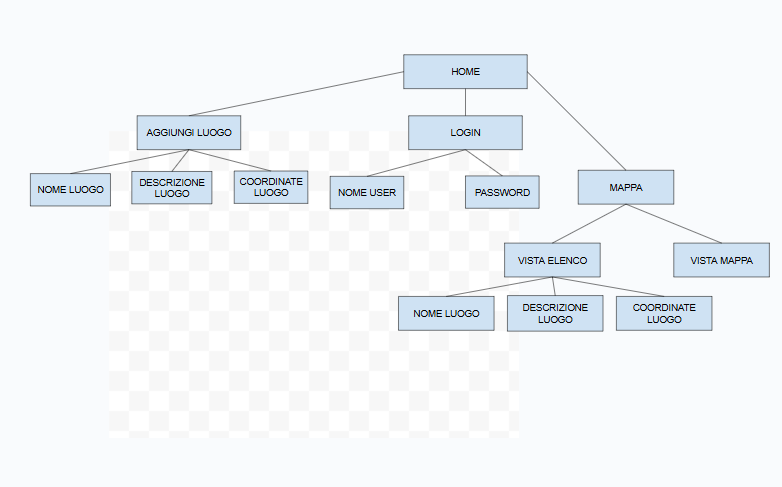 HOME
AGGIUNGI LUOGO
LOGIN
NOME LUOGO
DESCRIZIONE
LUOGO
COORDINATE
LUOGO
NOME USER
PASSWORD
MAPPA
VISTA ELENCO
VISTA MAPPA
NOME LUOGO
DESCRIZIONE
LUOGO
COORDINATE
LUOGO